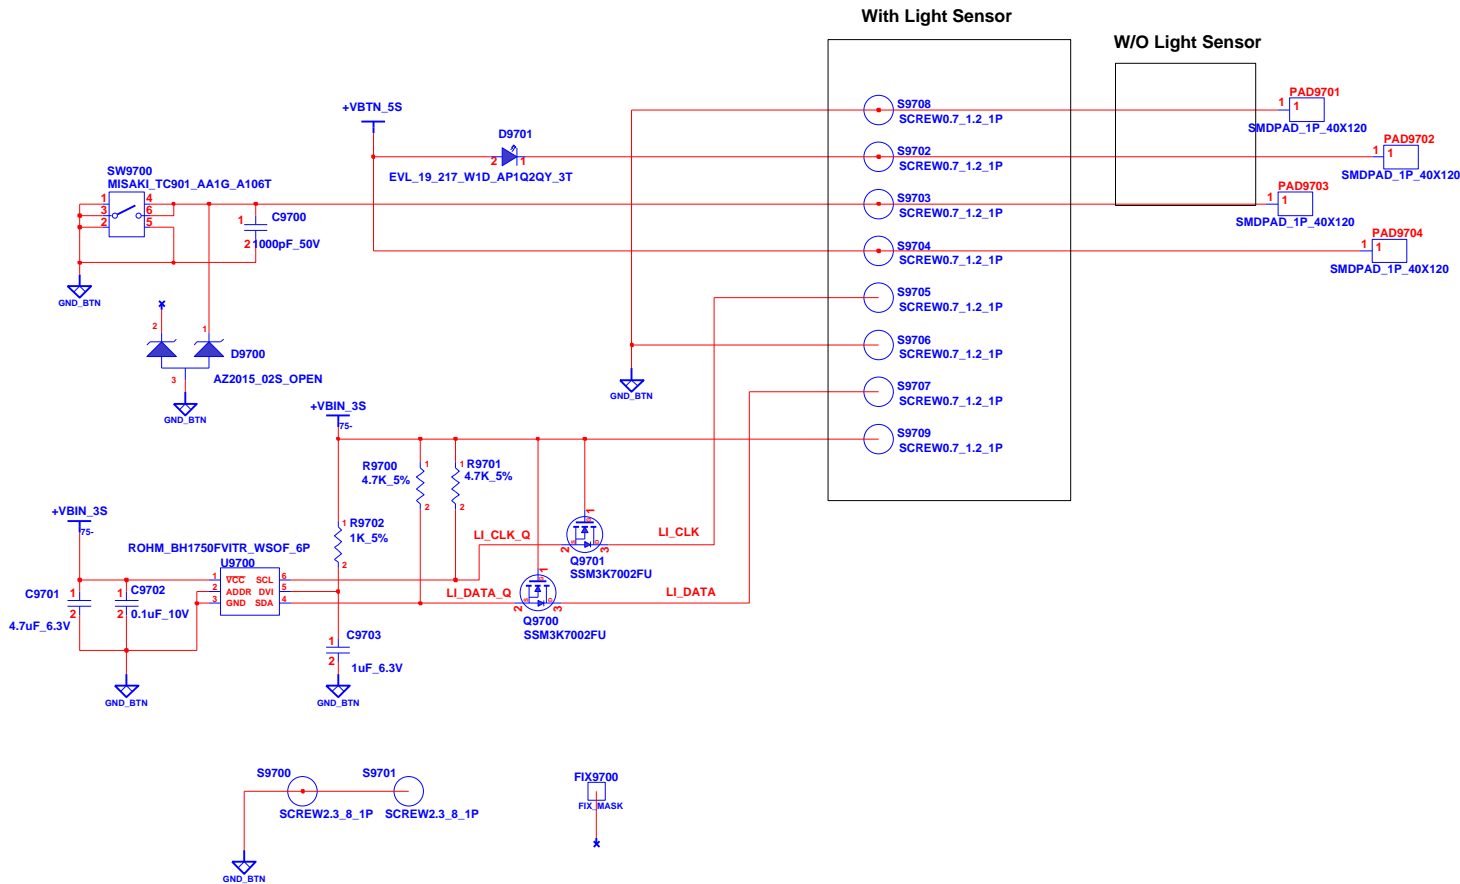 With Light Sensor
W/O Light Sensor
+VBTN_5S
D9701
2 1
EVL_19_217_W1D_AP1Q2QY_3T
S9708
SCREW0.7_1.2_1P
S9702
SCREW0.7_1.2_1P
S9703
SCREW0.7_1.2_1P
S9704
SCREW0.7_1.2_1P
S9705
SCREW0.7_1.2_1P
S9706
SCREW0.7_1.2_1P
S9707
SCREW0.7_1.2_1P
S9709
SCREW0.7_1.2_1P
PAD9701
1 1
SMDPAD_1P_40X120
PAD9702
1 1
SMDPAD_1P_40X120
PAD9703
1 1
SMDPAD_1P_40X120
PAD9704
1 1
SMDPAD_1P_40X120
SW9700
MISAKI_TC901_AA1G_A106T
1 4
3 6
2 5
1 C9700
2 1000pF_50V
GND_BTN
2 1
D9700
3
AZ2015_02S_OPEN
GND_BTN
GND_BTN
+VBIN_3S
75-
R9700
4.7K_5%
1
2
R9701
4.7K_5%
1
2
R9702
1K_5%
1
2
+VBIN_3S
75-
ROHM_BH1750FVITR_WSOF_6P
U9700
1 VCC SCL 6
2 ADDR DVI 5
3 GND SDA 4
C9701
1
2
4.7uF_6.3V
C9702
1
2
0.1uF_10V
GND_BTN
C9703
1
2
1uF_6.3V
GND_BTN
LI_CLK_Q
LI_CLK
1
2 3
G
S D
Q9701
SSM3K7002FU
LI_DATA_Q
LI_DATA
1
2 3
G
S D
Q9700
SSM3K7002FU
S9700
SCREW2.3_8_1P
S9701
SCREW2.3_8_1P
GND_BTN
FIX9700
FIX_MASK